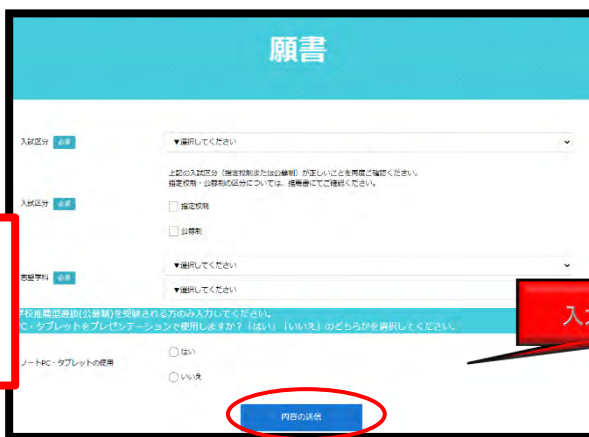 願書
入試区分 必須
▼選択してください
上記の入試区分（指定校制または公募制）が正しいことを再度ご確認ください。
指定校制・公募制の区分については、推薦書にてご確認ください。
入試区分 必須
指定校制
公募制
志望学科 必須
▼選択してください
▼選択してください
学校推薦型選抜(公募制)を受験される方のみ入力してください。
PC・タブレットをプレゼンテーションで使用しますか？「はい」「いいえ」のどちらかを選択してください。
ノートPC・タブレットの使用
はい
いいえ
内容の送信